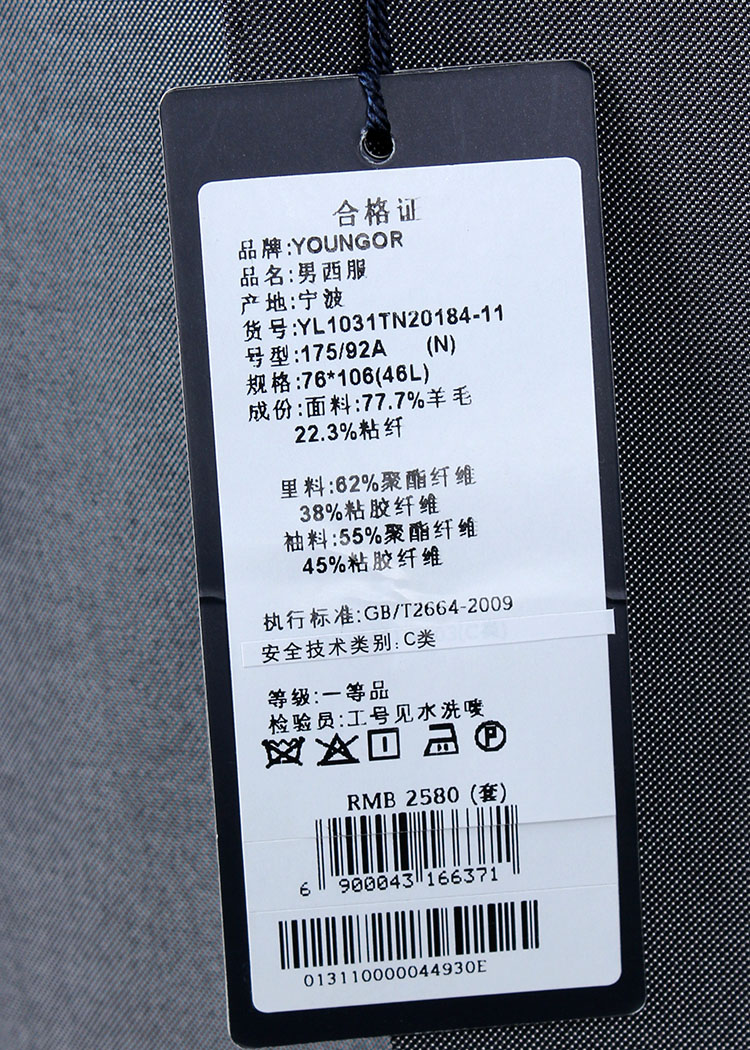 合格证
品牌:YOUNGOR
品名:男西服
产地:宁波
货号:YL1031TN20184-11
号型:175/92A (N)
规格:76*106(46L)
成份:面料:77.7%羊毛
22.3%粘纤
里料:62%聚酯纤维
38%粘胶纤维
袖料:55%聚酯纤维
45%粘胶纤维
执行标准:GB/T2664-2009
安全技术类别:C类
等级:一等品
检验员:工号见水洗唛
P
RMB 2580 (套)
6 900043 166371
013110000044930E